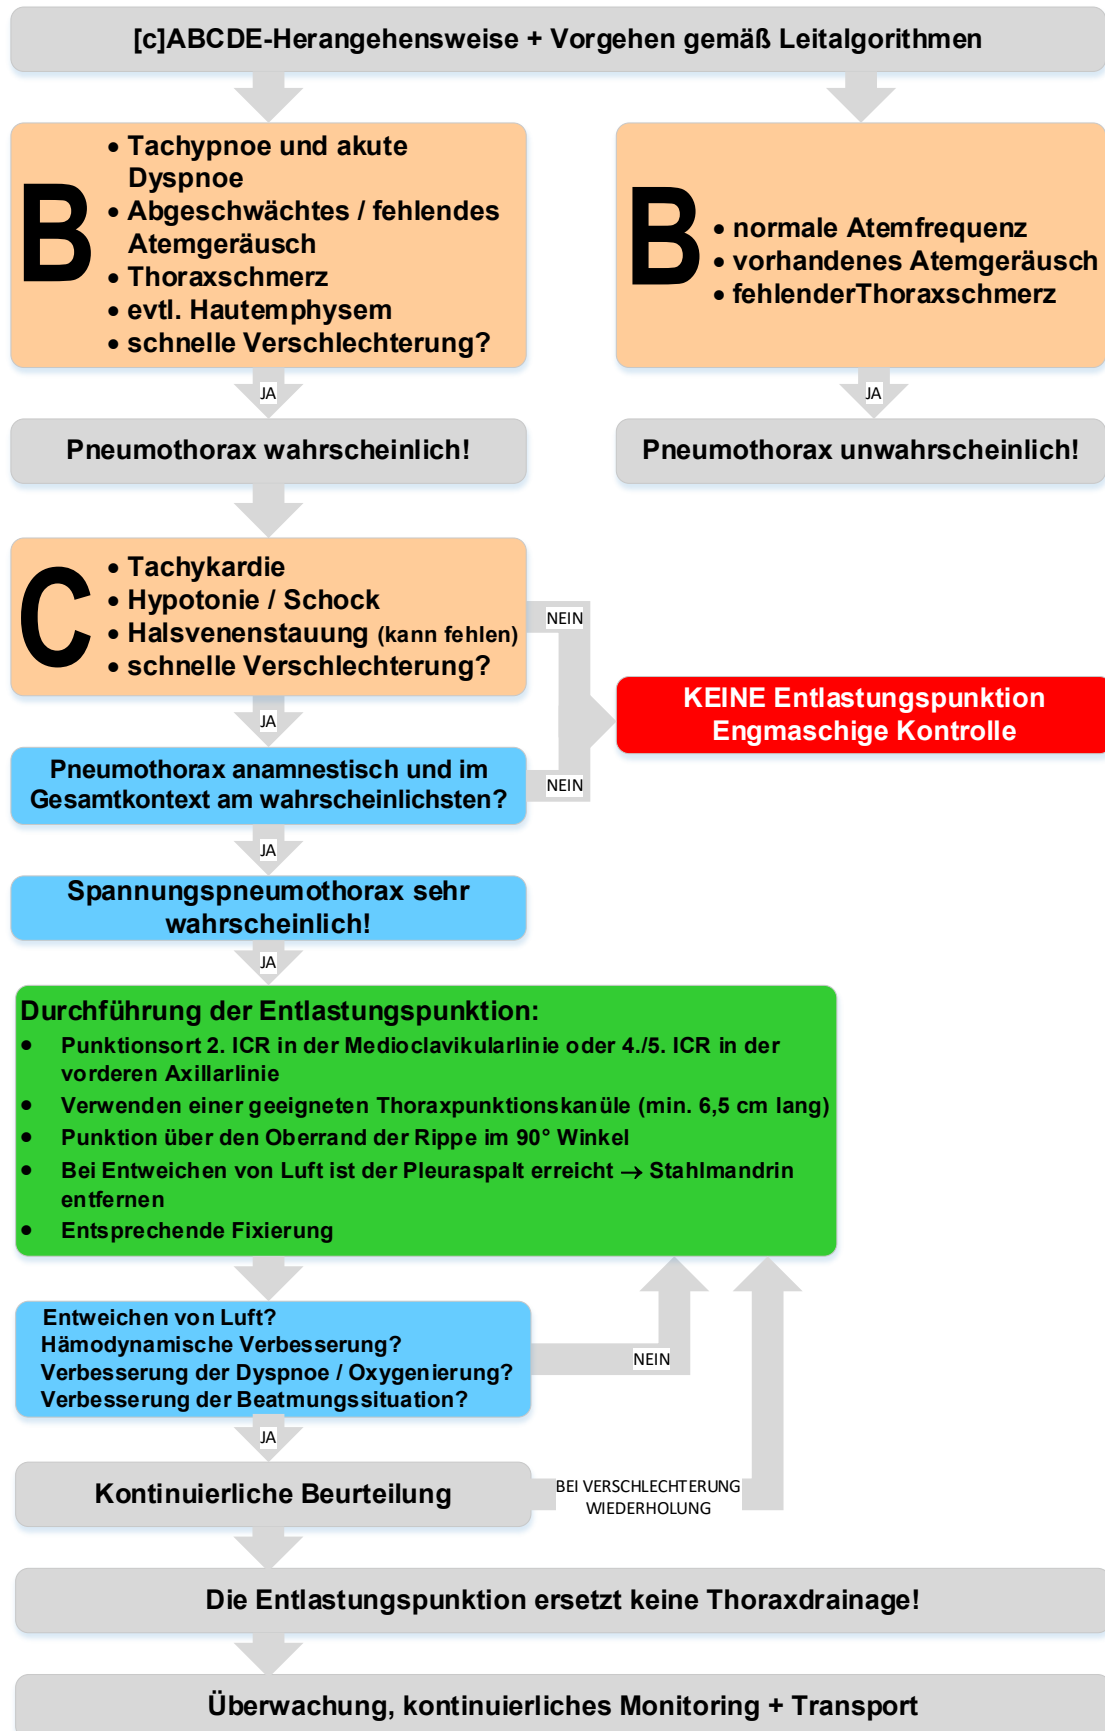 [c]ABCDE-Herangehensweise + Vorgehen gemäß Leitalgorithmen
B
• Tachypnoe und akute
Dyspnoe
• Abgeschwächtes / fehlendes
Atemgeräusch
• Thoraxschmerz
• evtl. Hautemphysem
• schnelle Verschlechterung?
B
• normale Atemfrequenz
• vorhandenes Atemgeräusch
• fehlenderThoraxschmerz
JA
JA
Pneumothorax wahrscheinlich!
Pneumothorax unwahrscheinlich!
C
• Tachykardie
• Hypotonie / Schock
• Halsvenenstauung (kann fehlen)
• schnelle Verschlechterung?
NEIN
KEINE Entlastungspunktion
Engmaschige Kontrolle
JA
Pneumothorax anamnestisch und im
Gesamtkontext am wahrscheinlichsten?
NEIN
JA
Spannungspneumothorax sehr
wahrscheinlich!
JA
Durchführung der Entlastungspunktion:
• Punktionsort 2. ICR in der Medioclavikularlinie oder 4./5. ICR in der
vorderen Axillarlinie
• Verwenden einer geeigneten Thoraxpunktionskanüle (min. 6,5 cm lang)
• Punktion über den Oberrand der Rippe im 90° Winkel
• Bei Entweichen von Luft ist der Pleuraspalt erreicht → Stahlmandrin
entfernen
• Entsprechende Fixierung
Entweichen von Luft?
Hämodynamische Verbesserung?
Verbesserung der Dyspnoe / Oxygenierung?
Verbesserung der Beatmungssituation?
NEIN
JA
Kontinuierliche Beurteilung
BEI VERSCHLECHTERUNG
WIEDERHOLUNG
Die Entlastungspunktion ersetzt keine Thoraxdrainage!
Überwachung, kontinuierliches Monitoring + Transport